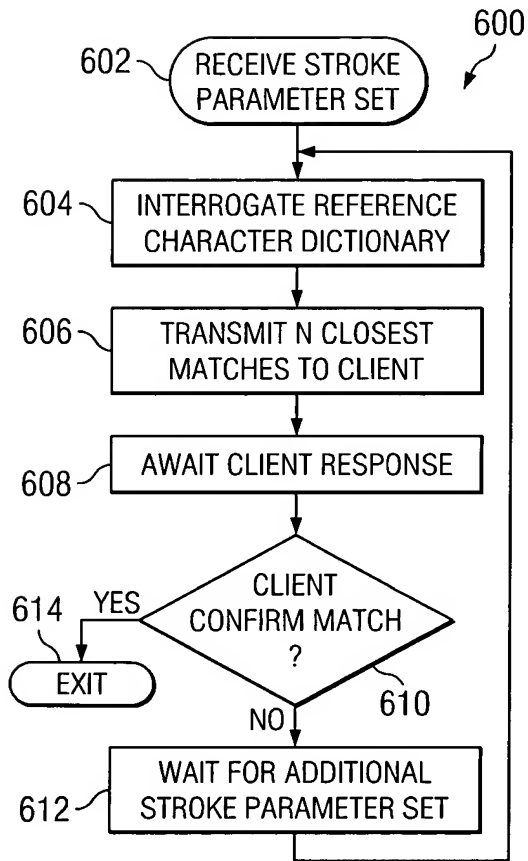 600
602
RECEIVE STROKE
PARAMETER SET
604
INTERROGATE REFERENCE
CHARACTER DICTIONARY
606
TRANSMIT N CLOSEST
MATCHES TO CLIENT
608
AWAIT CLIENT RESPONSE
CLIENT
CONFIRM MATCH
?
610
YES
614
EXIT
NO
612
WAIT FOR ADDITIONAL
STROKE PARAMETER SET